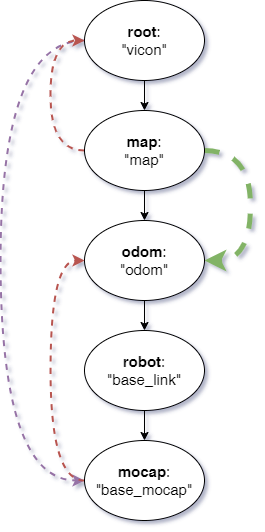 root:
"vicon"
map:
"map"
odom:
"odom"
robot:
"base_link"
mocap:
"base_mocap"